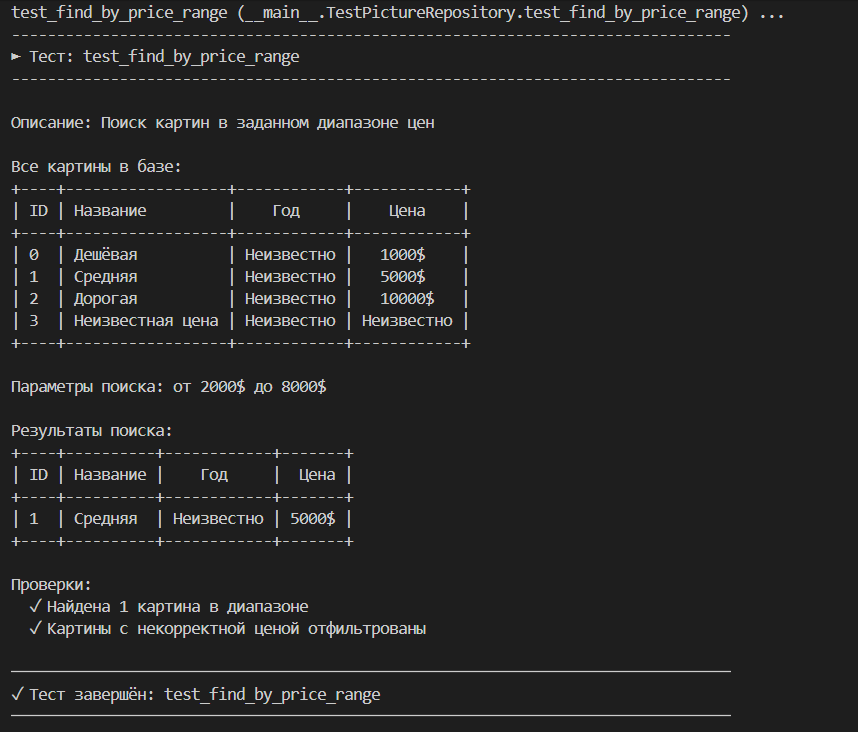 test_find_by_price_range (__main__.TestPictureRepository.test_find_by_price_range) ...
--------------------------------------------------------------------------------
► Тест: test_find_by_price_range
--------------------------------------------------------------------------------
Описание: Поиск картин в заданном диапазоне цен
Все картины в базе:
+----+------------------+------------+------------+
| ID | Название         |    Год     |    Цена    |
+----+------------------+------------+------------+
| 0  | Дешёвая          | Неизвестно |   1000$    |
| 1  | Средняя          | Неизвестно |   5000$    |
| 2  | Дорогая          | Неизвестно |   10000$   |
| 3  | Неизвестная цена | Неизвестно | Неизвестно |
+----+------------------+------------+------------+
Параметры поиска: от 2000$ до 8000$
Результаты поиска:
+----+----------+------------+-------+
| ID | Название |    Год     |  Цена |
+----+----------+------------+-------+
| 1  | Средняя  | Неизвестно | 5000$ |
+----+----------+------------+-------+
Проверки:
  ✓ Найдена 1 картина в диапазоне
  ✓ Картины с некорректной ценой отфильтрованы
────────────────────────────────────────────────────────────────────────────────
✓ Тест завершён: test_find_by_price_range
────────────────────────────────────────────────────────────────────────────────